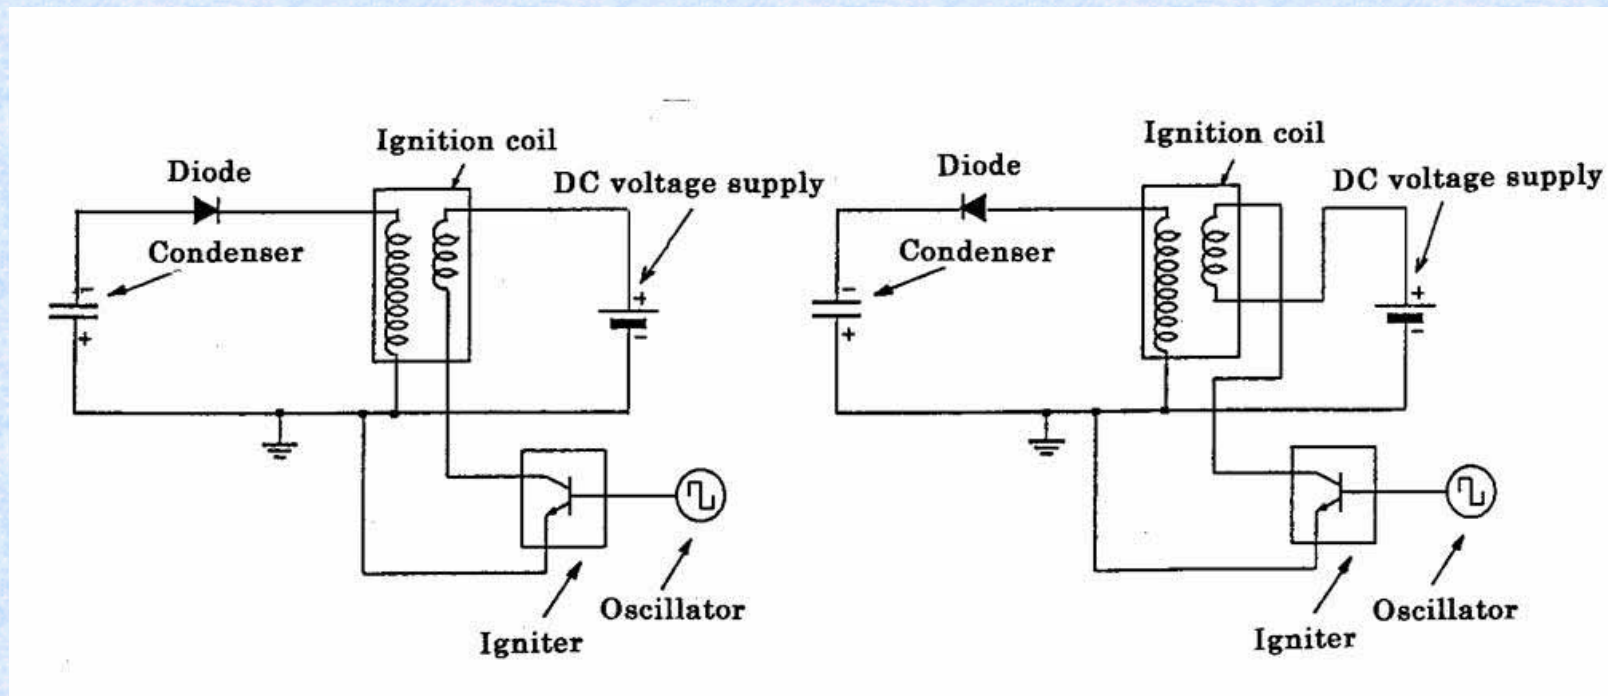 Ignition coil
Diode
DC voltage supply
Condenser
-
+
+
-
Oscillator
Igniter
Ignition coil
Diode
DC voltage supply
Condenser
-
+
+
-
Oscillator
Igniter